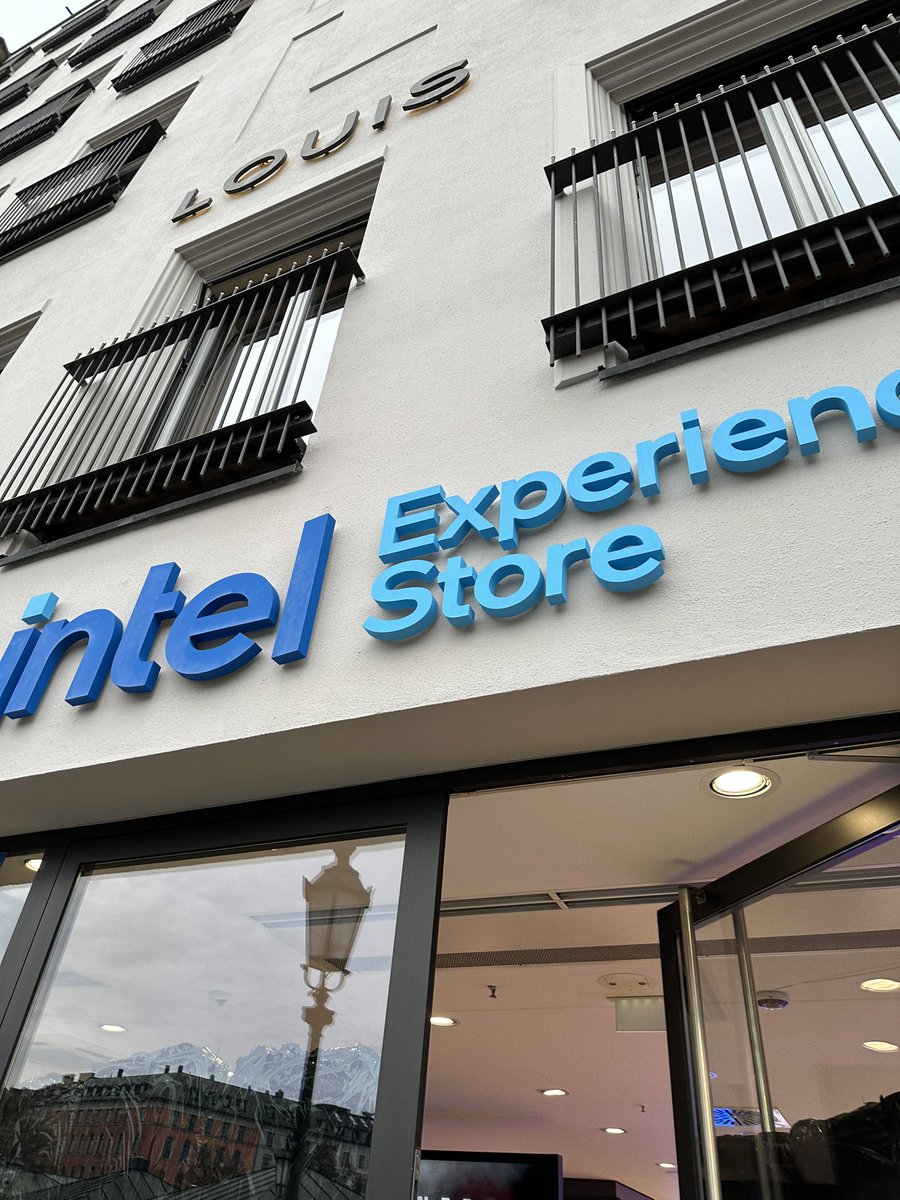 LOUIS
intel
Experienc
Store